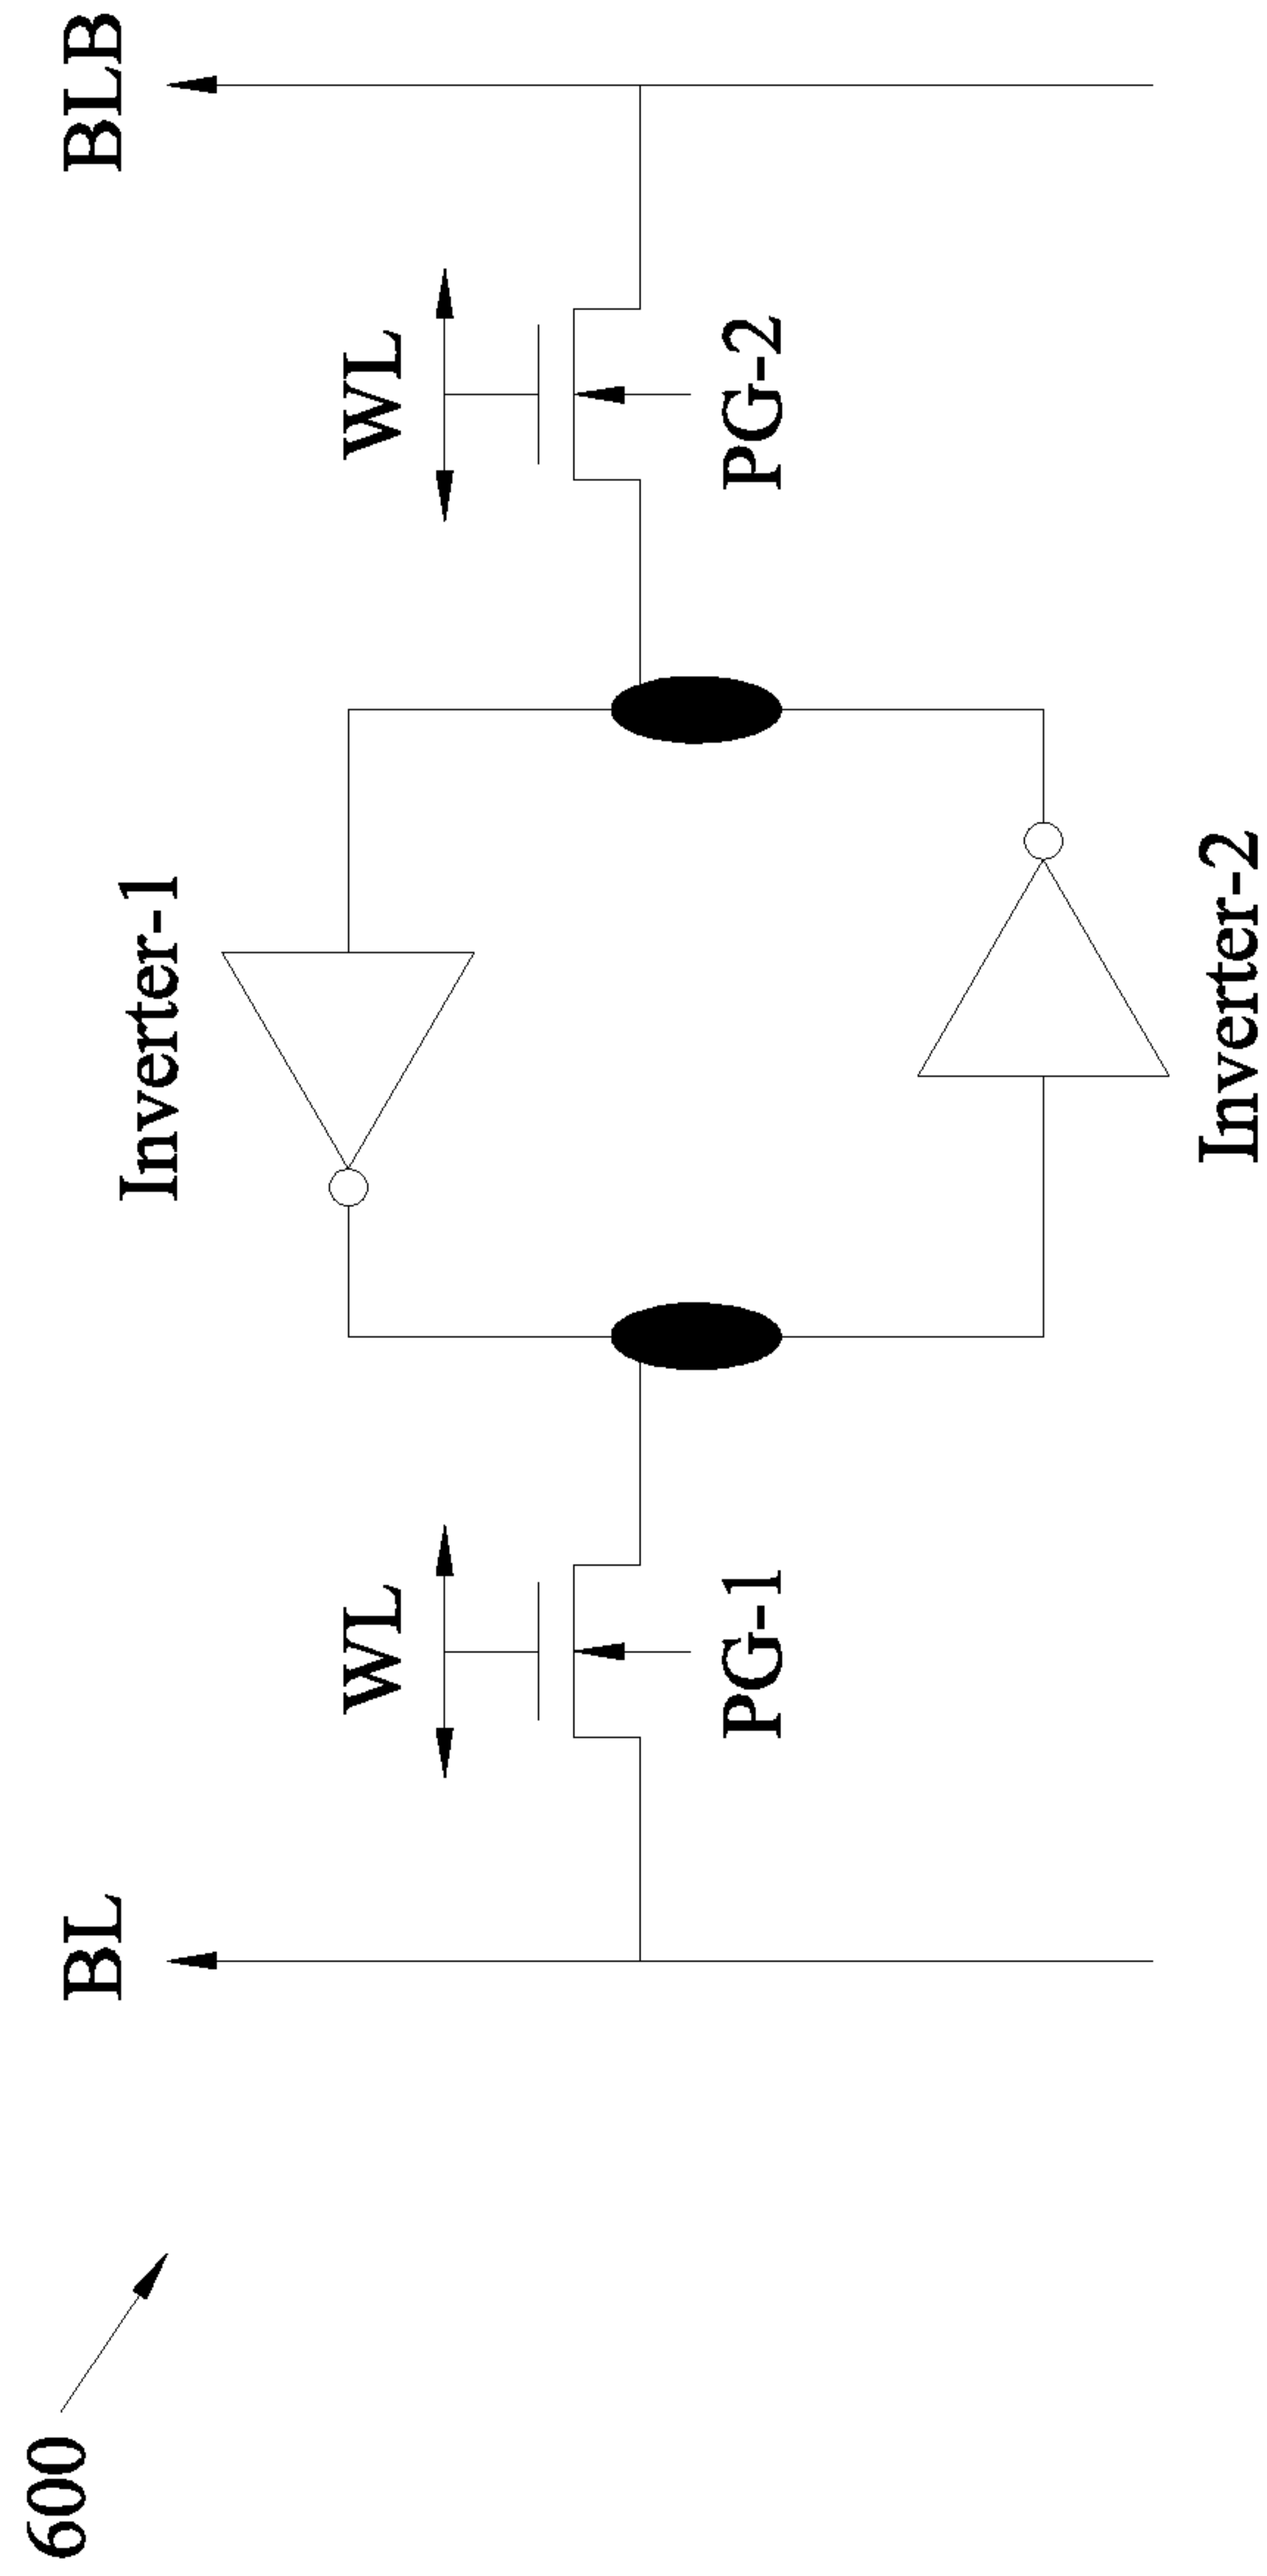 600
BL
BLB
Inverter-1
WL
WL
PG-1
PG-2
Inverter-2